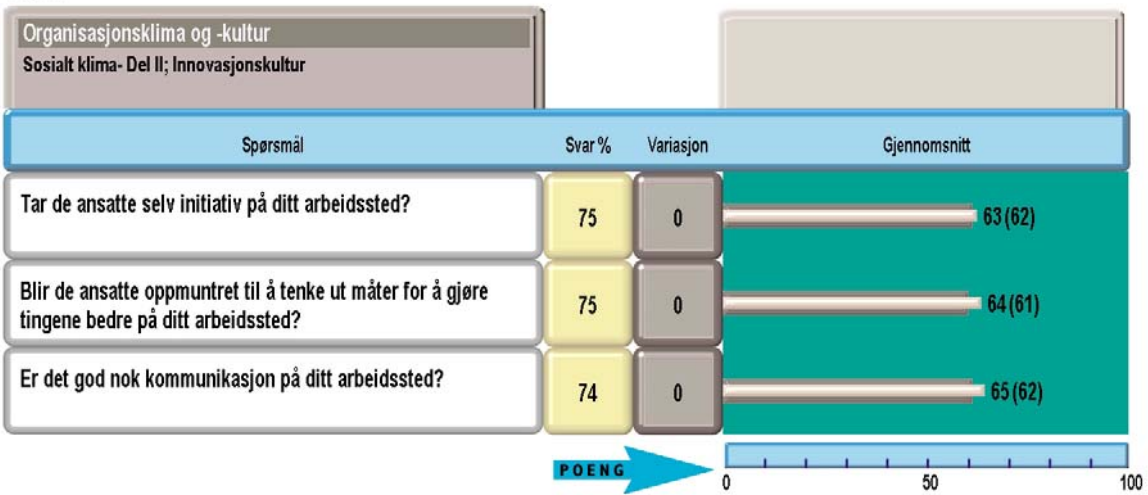 Organisasjonsklima og -kultur
Sosialt klima- Del II; Innovasjonskultur
Spørsmål Svar % Variasjon Gjennomsnitt
Tar de ansatte selv initiativ på ditt arbeidssted? 75 0 63 (62)
Blir de ansatte oppmuntret til å tenke ut måter for å gjøre
tingene bedre på ditt arbeidssted? 75 0 64 (61)
Er det god nok kommunikasjon på ditt arbeidssted? 74 0 65 (62)
POENG
0 50 100